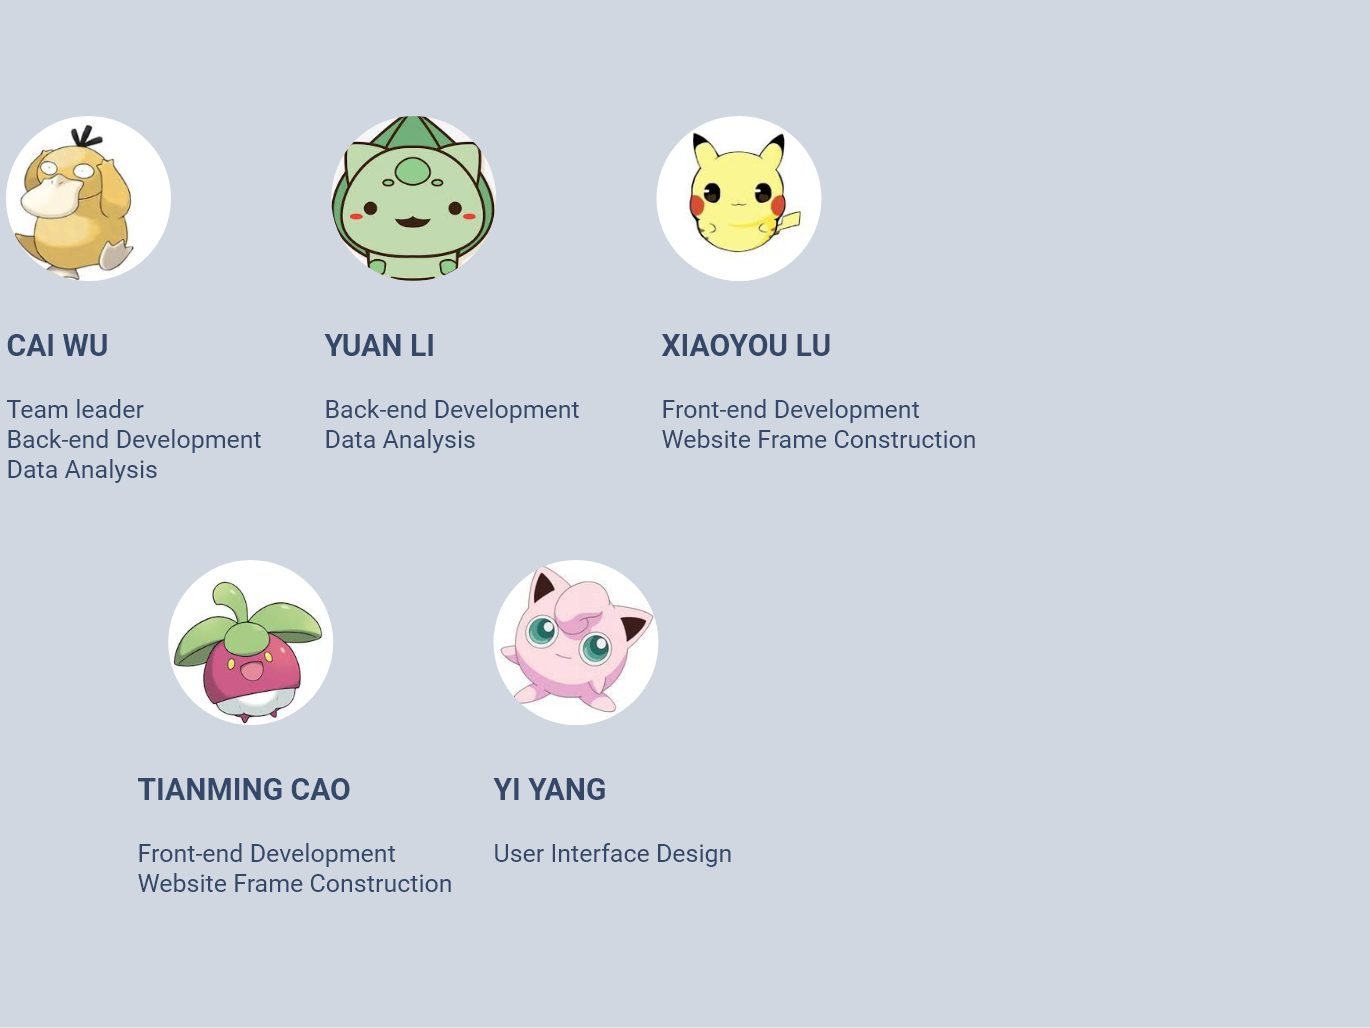 CAI WU
Team leader
Back-end Development
Data Analysis
YUAN LI
Back-end Development
Data Analysis
XIAOYOU LU
Front-end Development
Website Frame Construction
TIANMING CAO
Front-end Development
Website Frame Construction
YI YANG
User Interface Design